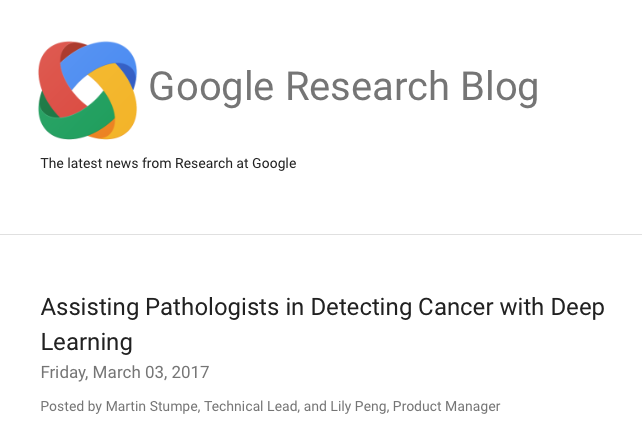 Google Research Blog
The latest news from Research at Google
Assisting Pathologists in Detecting Cancer with Deep
Learning
Friday, March 03, 2017
Posted by Martin Stumpe, Technical Lead, and Lily Peng, Product Manager